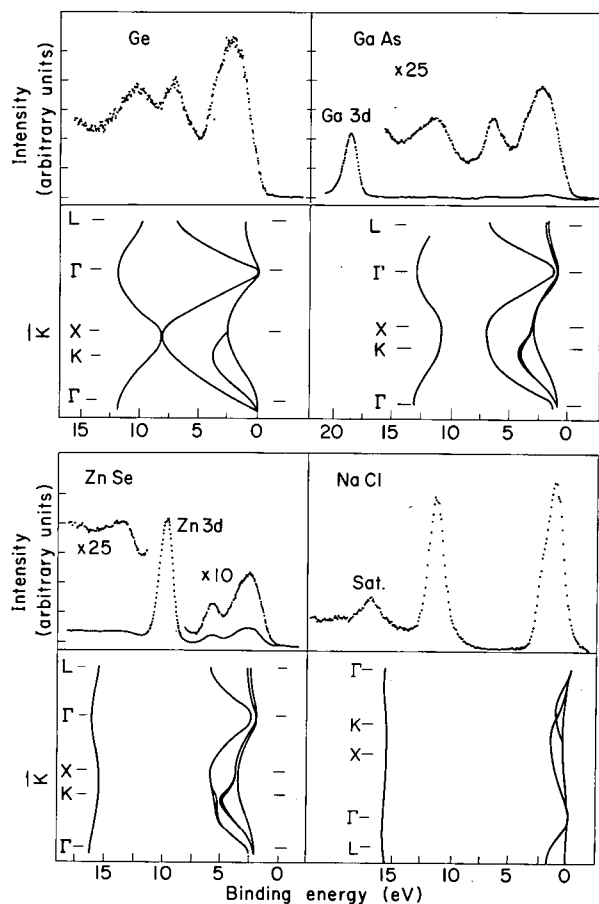 Ge
Ga As
x 25
Ga 3d
Intensity
(arbitrary units)
L
Γ
X
K
Γ
K
L
Γ
X
K
Γ
15 10 5 0
20 15 10 5 0
Zn Se
Zn 3d
x25
x10
Na Cl
Sat.
Intensity
(arbitrary units)
L
Γ
X
K
Γ
K
Γ
K
X
Γ
L
15 10 5 0
15 10 5 0
Binding energy (eV)